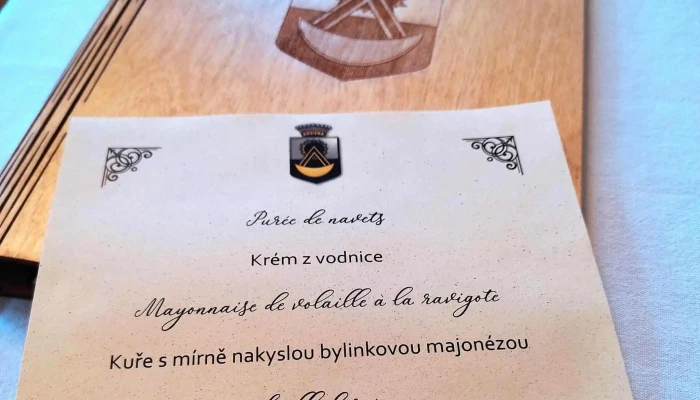 Purée de navets
Krém z vodnice
Mayonnaise de volaille à la ravigote
Kuře s mírně nakyslou bylinkovou majonézou